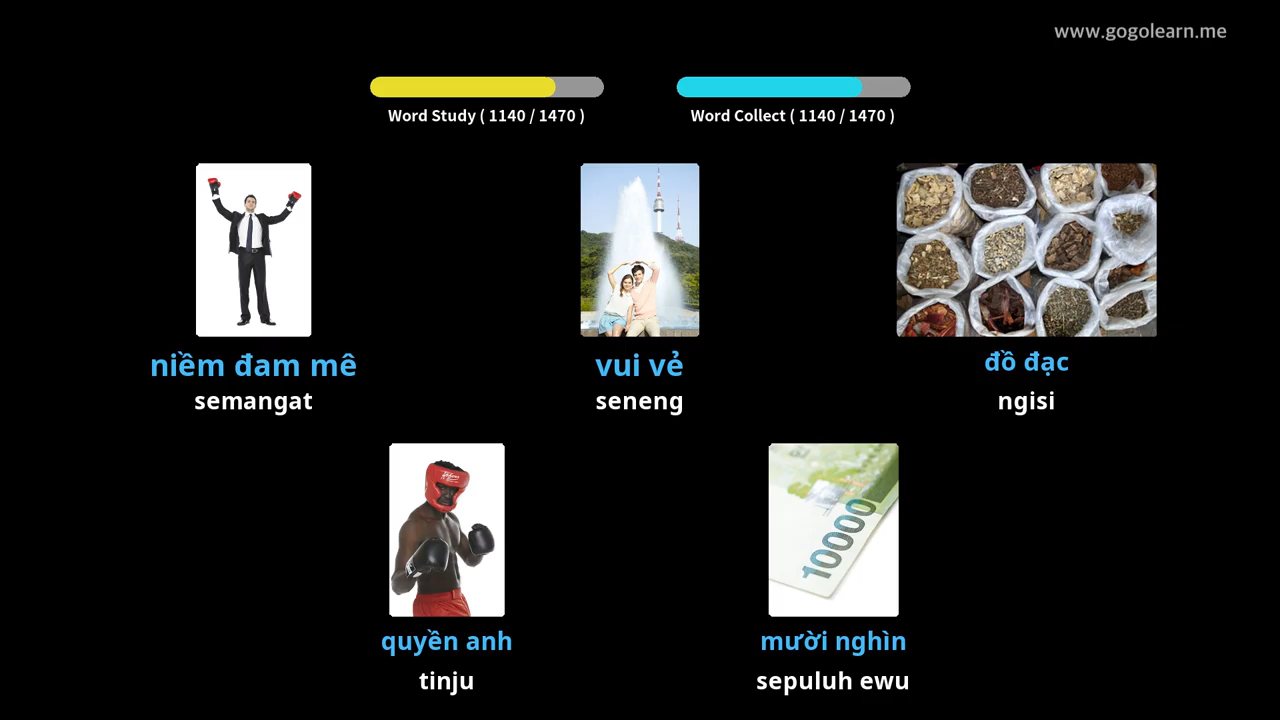 www.gogolearn.me
Word Study ( 1140 / 1470 )
Word Collect ( 1140 / 1470 )
niềm đam mê
semangat
vui vẻ
seneng
đồ đạc
ngisi
10000
quyền anh
tinju
mười nghìn
sepuluh ewu